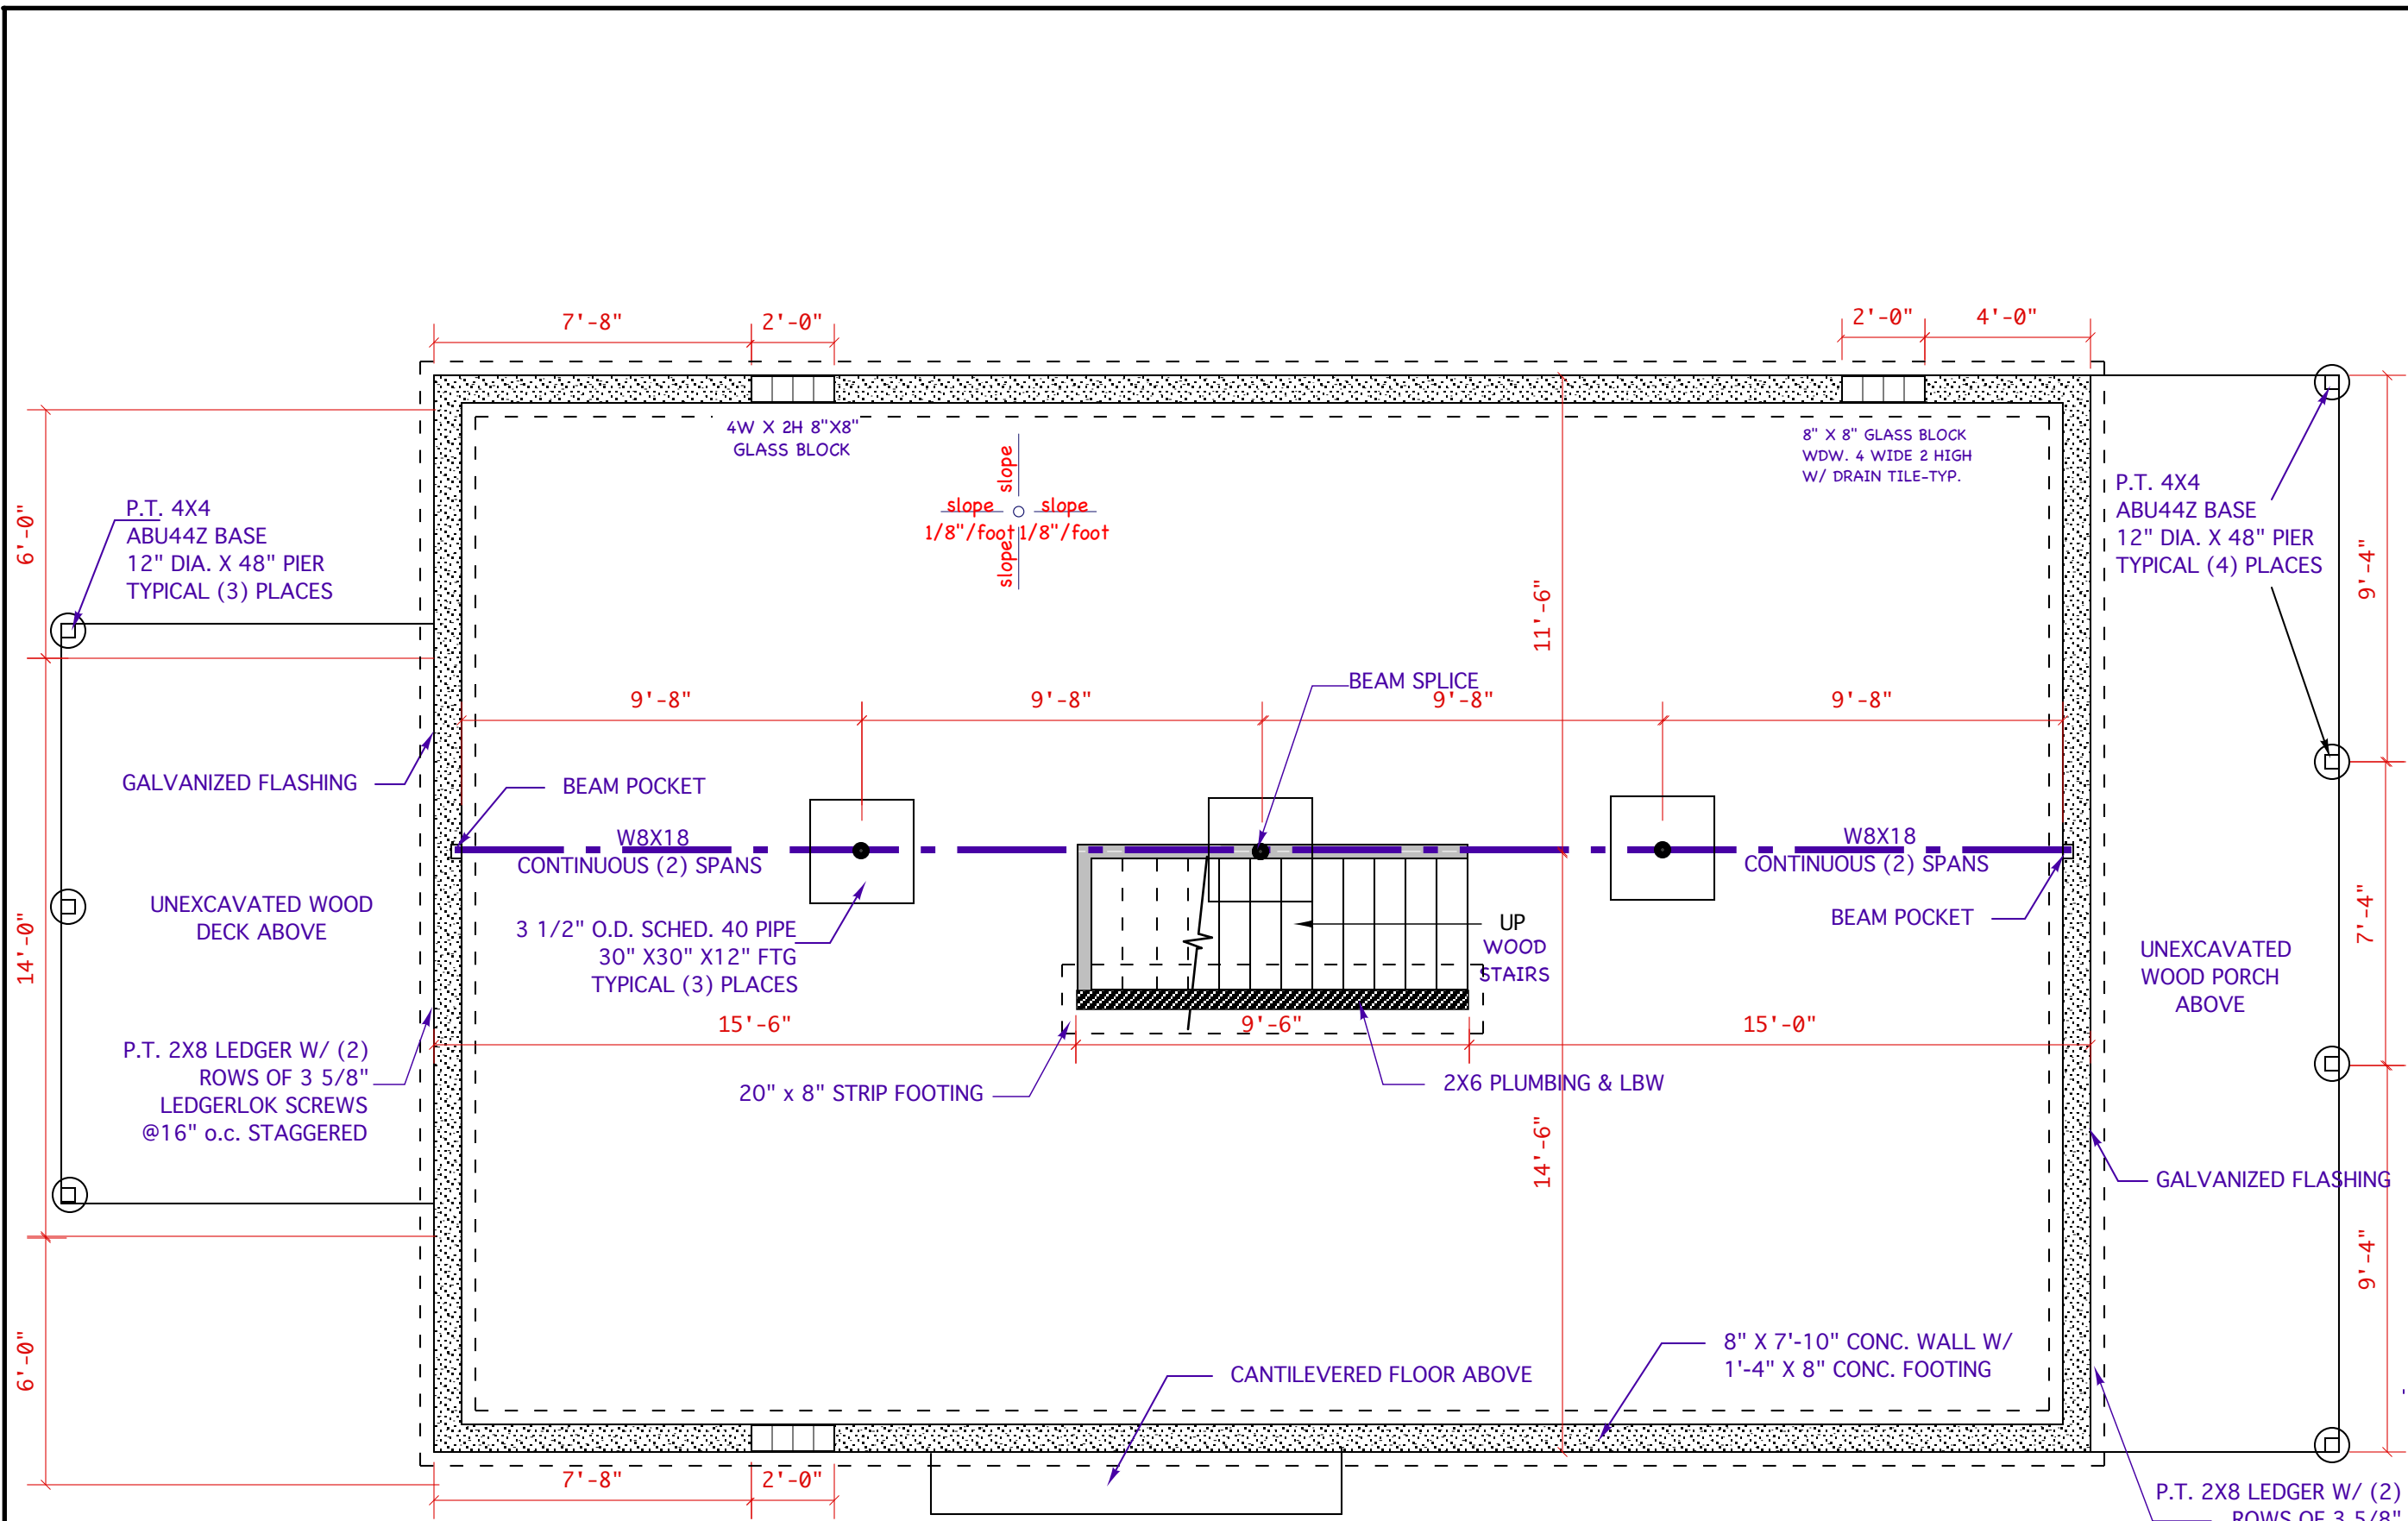 7'-8"
2'-0"
2'-0"
4'-0"
4W X 2H 8"X8"
GLASS BLOCK
8" X 8" GLASS BLOCK
WDW. 4 WIDE 2 HIGH
W/ DRAIN TILE-TYP.
slope
slope
slope
1/8"/foot
1/8"/foot
slope
P.T. 4X4
ABU44Z BASE
12" DIA. X 48" PIER
TYPICAL (3) PLACES
P.T. 4X4
ABU44Z BASE
12" DIA. X 48" PIER
TYPICAL (4) PLACES
6'-0"
9'-4"
11'-6"
BEAM SPLICE
9'-8"
9'-8"
9'-8"
9'-8"
GALVANIZED FLASHING
BEAM POCKET
W8X18
CONTINUOUS (2) SPANS
W8X18
CONTINUOUS (2) SPANS
UNEXCAVATED WOOD
DECK ABOVE
14'-0"
3 1/2" O.D. SCHED. 40 PIPE
30" X30" X12" FTG
TYPICAL (3) PLACES
UP
WOOD
STAIRS
BEAM POCKET
7'-4"
UNEXCAVATED
WOOD PORCH
ABOVE
15'-6"
9'-6"
15'-0"
P.T. 2X8 LEDGER W/ (2)
ROWS OF 3 5/8"
LEDGERLOK SCREWS
@16" o.c. STAGGERED
20" x 8" STRIP FOOTING
2X6 PLUMBING & LBW
14'-6"
GALVANIZED FLASHING
9'-4"
6'-0"
8" X 7'-10" CONC. WALL W/
1'-4" X 8" CONC. FOOTING
CANTILEVERED FLOOR ABOVE
7'-8"
2'-0"
P.T. 2X8 LEDGER W/ (2)
ROWS OF 3 5/8"